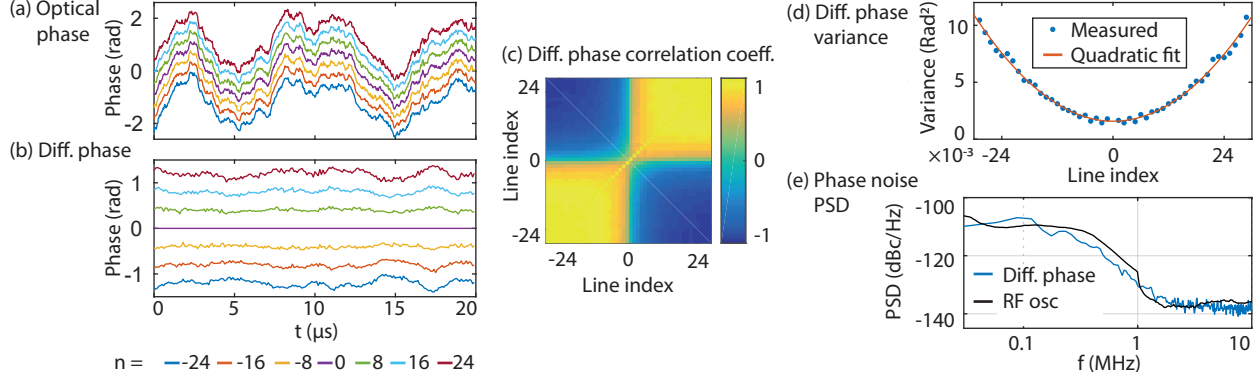 (a) Optical
phase
Phase (rad)
2
0
-2
(b) Diff. phase
Phase (rad)
1
0
-1
0 5 10 15 20
t (μs)
n = -24 -16 -8 0 8 16 24
(c) Diff. phase correlation coeff.
Line index
24
0
-24
-24 0 24
Line index
1
0
-1
(d) Diff. phase
variance
Variance (Rad²)
10
5
0
×10⁻³
-24 0 24
Line index
Measured
Quadratic fit
(e) Phase noise
PSD
PSD (dBc/Hz)
-100
-120
-140
0.1 1 10
f (MHz)
Diff. phase
RF osc